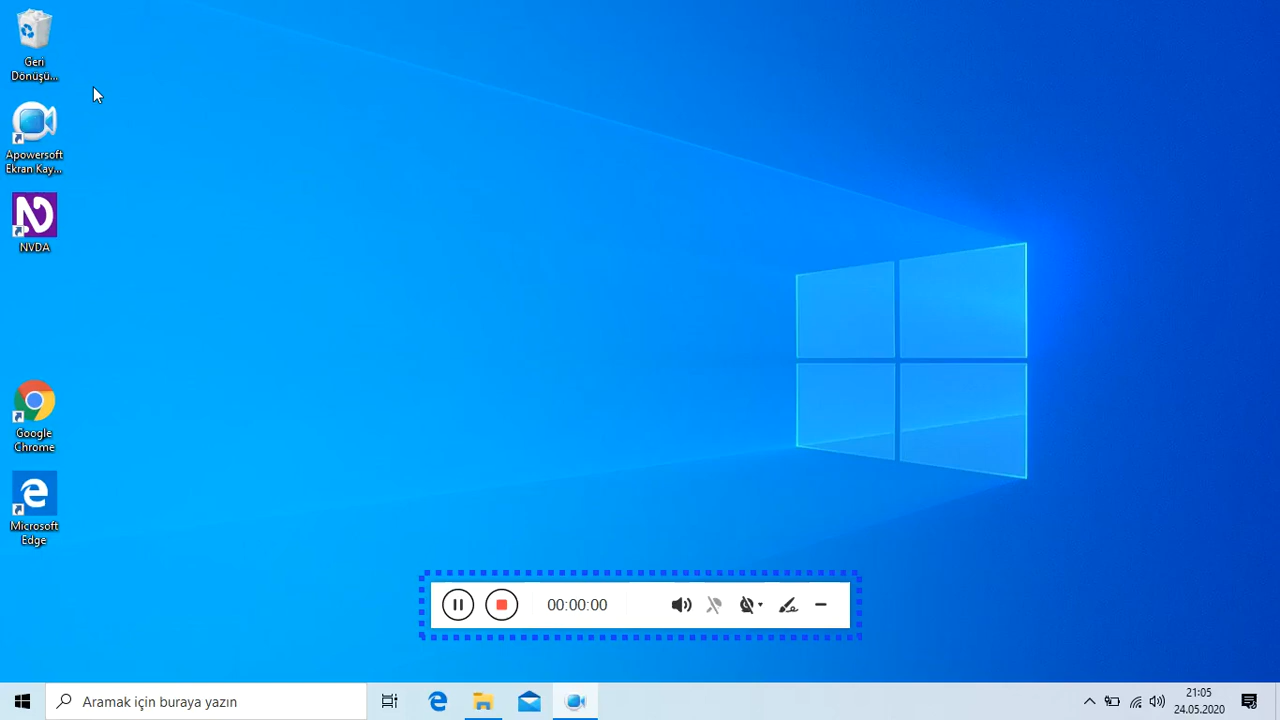 Geri
Dönüşü...
Apowersoft
Ekran Kay...
NVDA
Google
Chrome
Microsoft
Edge
00:00:00
Aramak için buraya yazın
21:05
24.05.2020